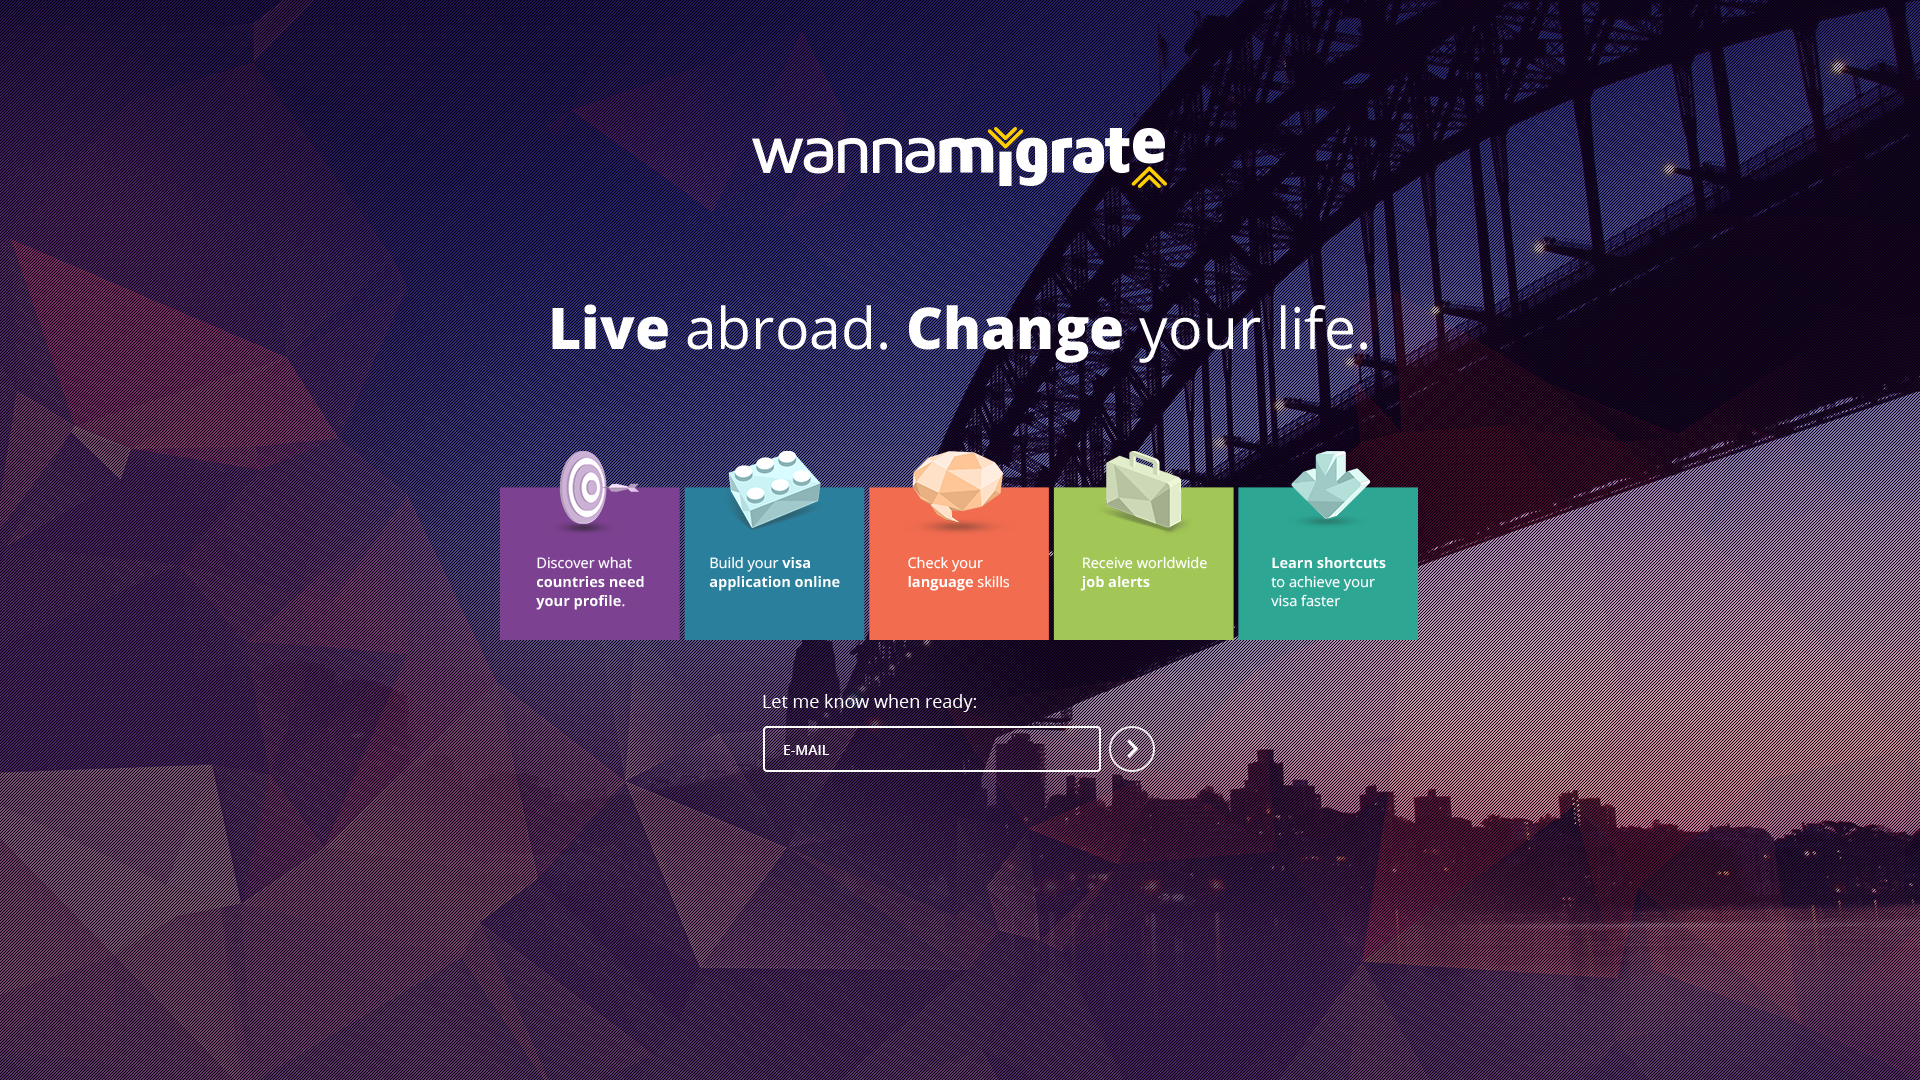 wannamigrate
Live abroad. Change your life.
Discover what
countries need
your profile.
Build your visa
application online
Check your
language skills
Receive worldwide
job alerts
Learn shortcuts
to achieve your
visa faster
Let me know when ready:
E-MAIL